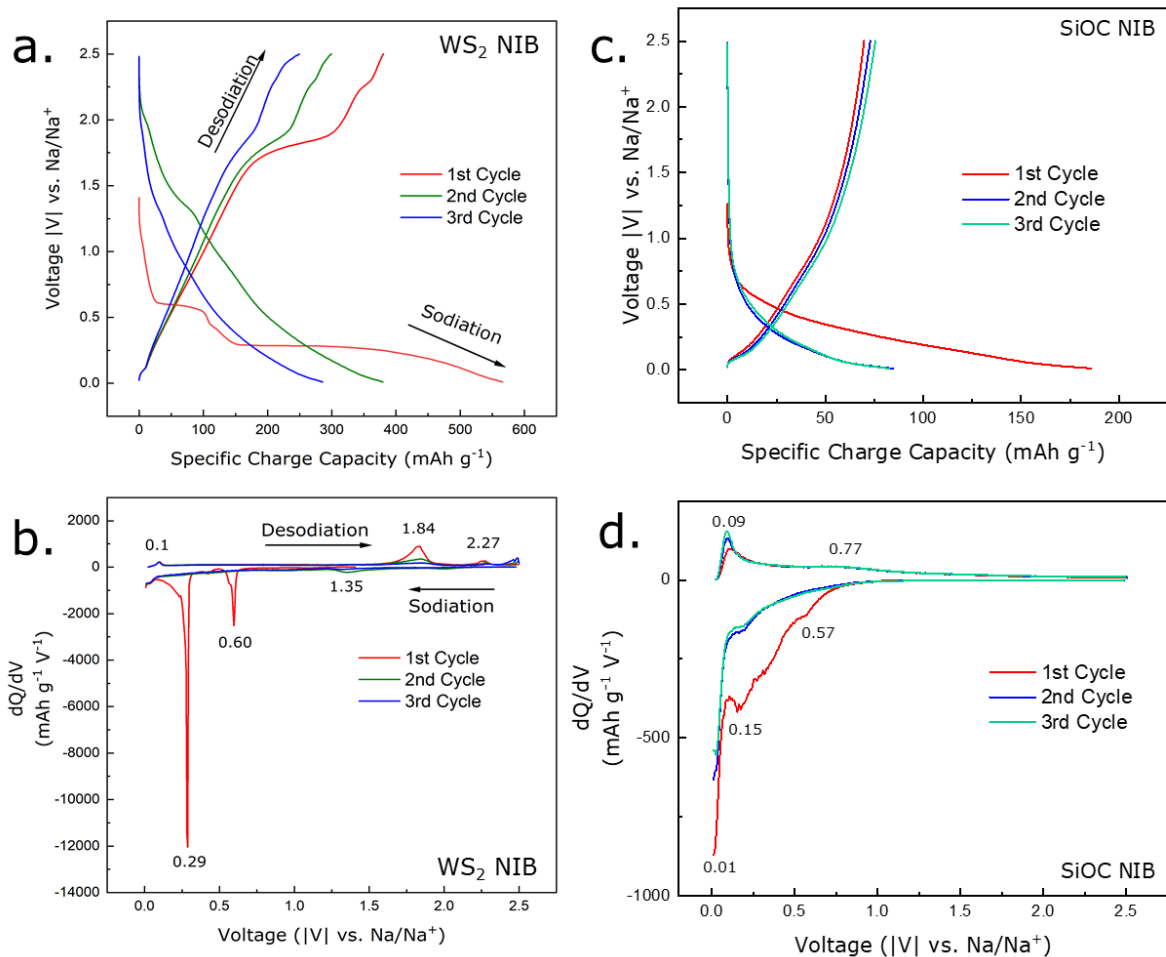 a.
WS₂ NIB
2.5
2.0
1.5
1.0
0.5
0.0
Voltage |V| vs. Na/Na⁺
Desodiation
1st Cycle
2nd Cycle
3rd Cycle
Sodiation
0 100 200 300 400 500 600
Specific Charge Capacity (mAh g⁻¹)
c.
SiOC NIB
2.5
2.0
1.5
1.0
0.5
0.0
Voltage |V| vs. Na/Na⁺
1st Cycle
2nd Cycle
3rd Cycle
0 50 100 150 200
Specific Charge Capacity (mAh g⁻¹)
b.
2000
0
-2000
-4000
-6000
-8000
-10000
-12000
-14000
dQ/dV
(mAh g⁻¹ V⁻¹)
0.1
Desodiation
1.84
2.27
1.35
Sodiation
0.60
0.29
1st Cycle
2nd Cycle
3rd Cycle
WS₂ NIB
0.0 0.5 1.0 1.5 2.0 2.5
Voltage (|V| vs. Na/Na⁺)
d.
0
-500
-1000
dQ/dV
(mAh g⁻¹ V⁻¹)
0.09
0.77
0.57
0.15
0.01
1st Cycle
2nd Cycle
3rd Cycle
SiOC NIB
0.0 0.5 1.0 1.5 2.0 2.5
Voltage (|V| vs. Na/Na⁺)